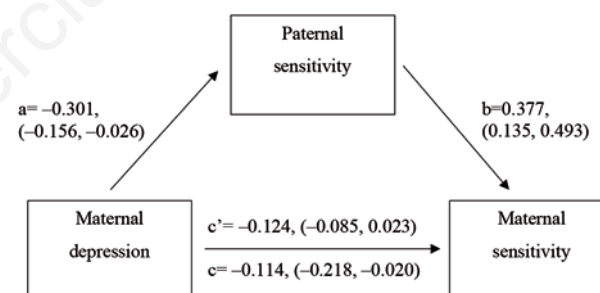 Paternal
sensitivity
a= –0.301,
(–0.156, –0.026)
b=0.377,
(0.135, 0.493)
Maternal
depression
c’= –0.124, (–0.085, 0.023)
c= –0.114, (–0.218, –0.020)
Maternal
sensitivity